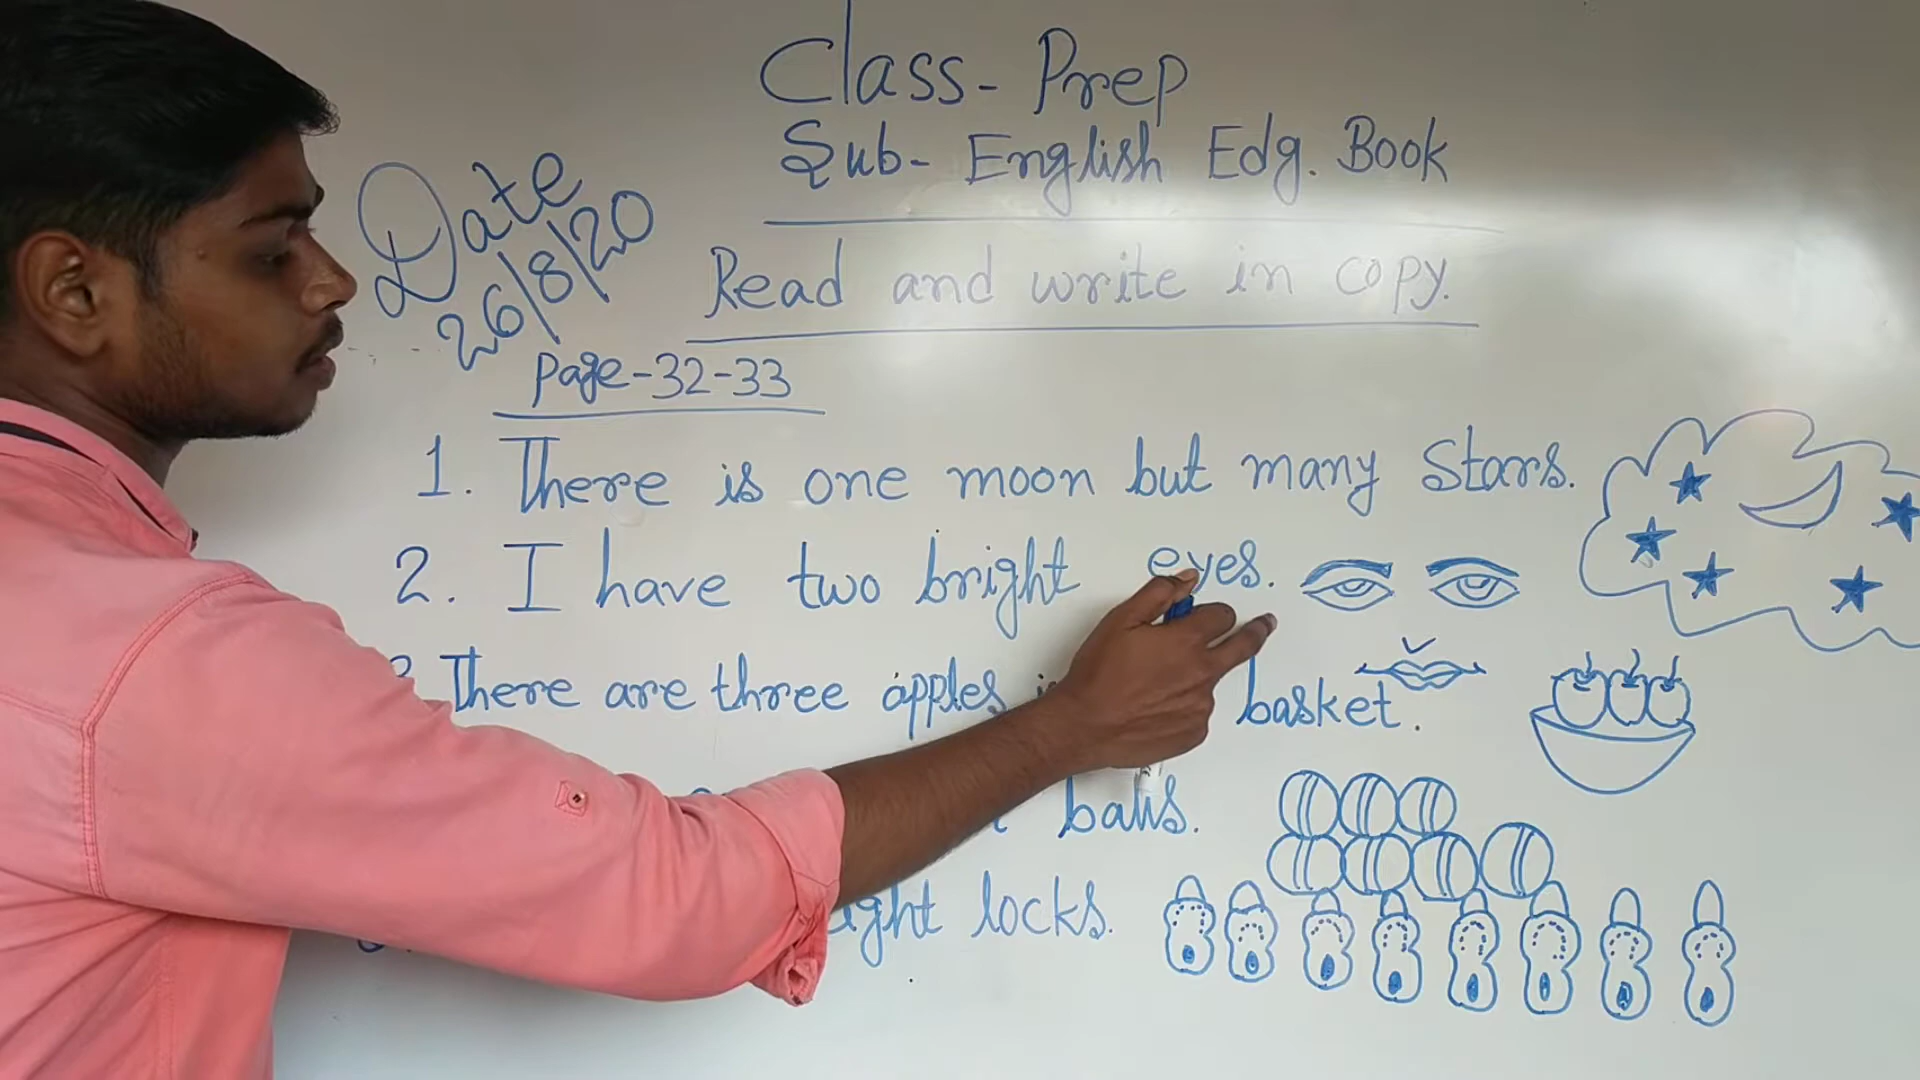 Class- Prep
Sub- English Edg. Book
Date
26/8/20
Read and write in copy.
Page-32-33
1. There is one moon but many Stars.
2. I have two bright eyes.
There are three apples basket.
balls.
locks.